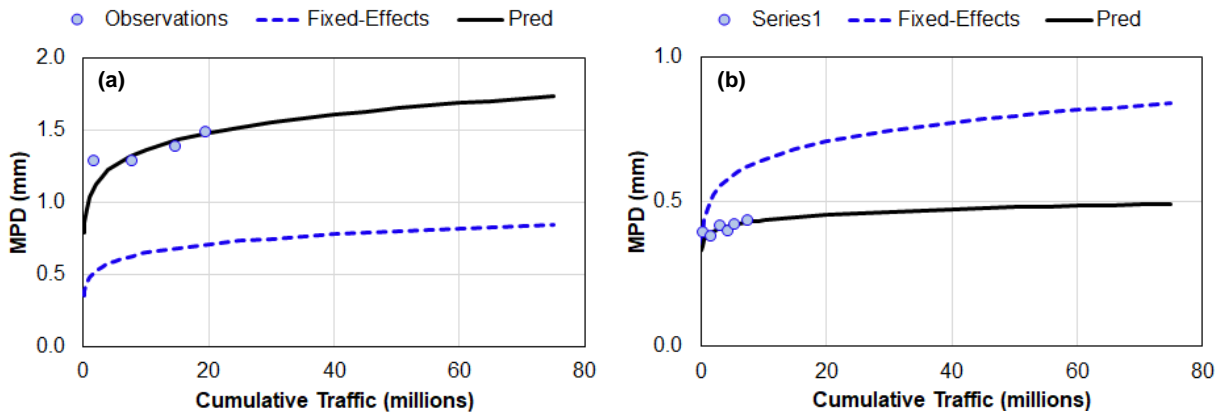 Observations Fixed-Effects Pred
(a)
2.0
1.5
1.0
0.5
0.0
MPD (mm)
0 20 40 60 80
Cumulative Traffic (millions)
Series1 Fixed-Effects Pred
(b)
1.0
0.5
0.0
MPD (mm)
0 20 40 60 80
Cumulative Traffic (millions)